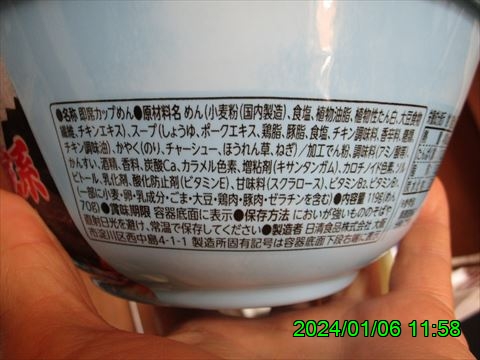 ●名称 即席カップめん ●原材料名 めん(小麦粉(国内製造)、食塩、植物油脂、植物性たん白、大豆食物
繊維、チキンエキス)、スープ(しょうゆ、ポークエキス、鶏脂、豚脂、食塩、チキン調味料、香辛料、糖類、
チキン調味油)、かやく(のり、チャーシュー、ほうれん草、ねぎ)/加工でん粉、調味料(アミノ酸等)、
かんすい、酒精、香料、炭酸Ca、カラメル色素、増粘剤(キサンタンガム)、カロチノイド色素、ソル
ビトール、乳化剤、酸化防止剤(ビタミンE)、甘味料(スクラロース)、ビタミンB2、ビタミンB1、
(一部に小麦・卵・乳成分・ごま・大豆・鶏肉・豚肉・ゼラチンを含む) ●内容量 119g(めん
70g) ●賞味期限 容器底面に表示 ●保存方法 においが強いもののそばや
直射日光を避け、常温で保存してください ●製造者 日清食品株式会社 大阪
市淀川区西中島4-1-1 製造所固有記号は容器底面下段右端に
2024/01/06 11:58